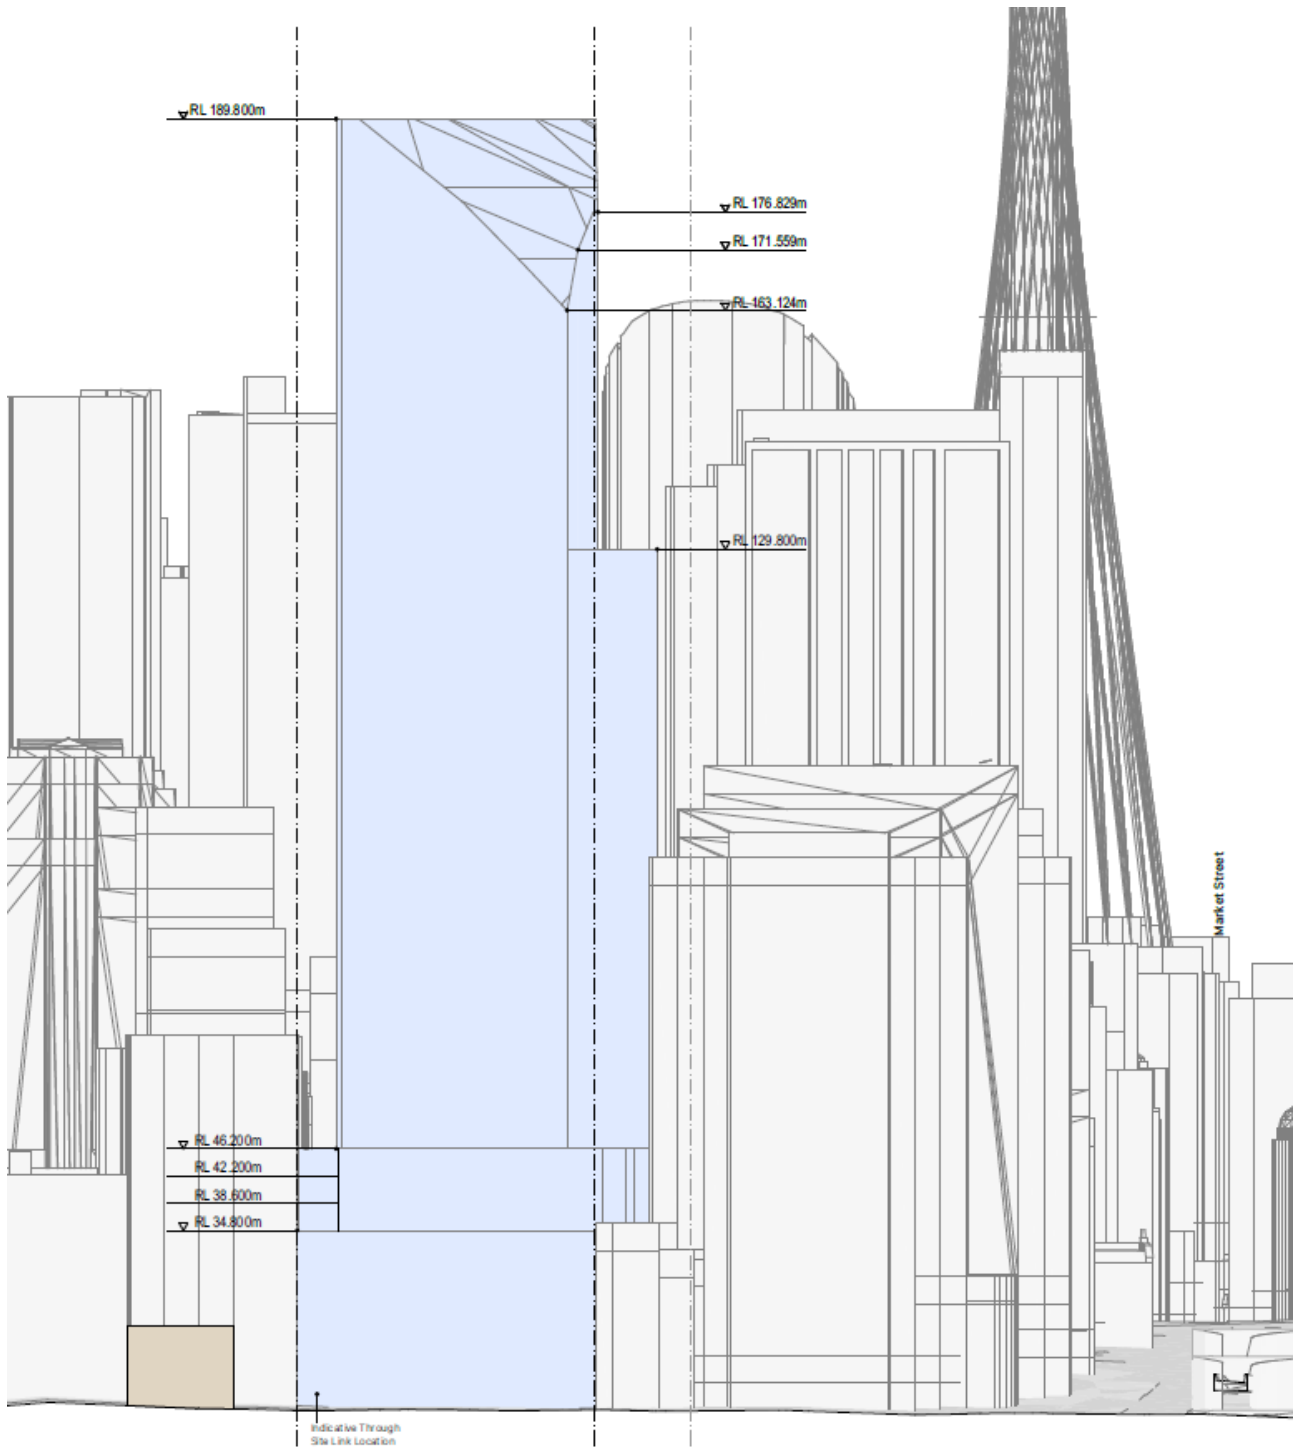 RL 189.800m
RL 176.829m
RL 171.559m
RL 163.124m
RL 129.800m
Market Street
RL 46.200m
RL 42.200m
RL 38.600m
RL 34.800m
Indicative Through
Site Link Location